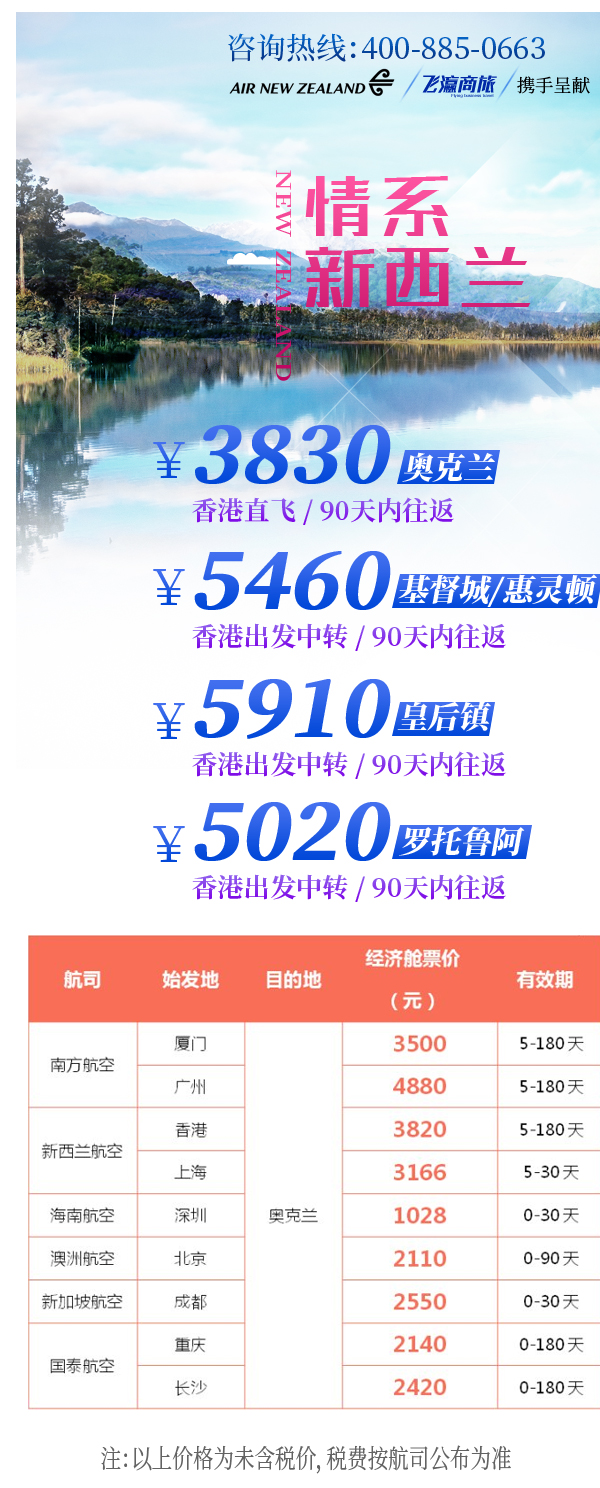 咨询热线:400-885-0663
AIR NEW ZEALAND 飞瀛商旅 Flying business travel 携手呈献
NEW ZEALAND
情系
新西兰
¥3830 奥克兰
香港直飞 / 90天内往返
¥5460 基督城/惠灵顿
香港出发中转 / 90天内往返
¥5910 皇后镇
香港出发中转 / 90天内往返
¥5020 罗托鲁阿
香港出发中转 / 90天内往返
航司 始发地 目的地 经济舱票价（元） 有效期
南方航空 厦门 3500 5-180天
广州 4880 5-180天
新西兰航空 香港 3820 5-180天
上海 3166 5-30天
海南航空 深圳 奥克兰 1028 0-30天
澳洲航空 北京 2110 0-90天
新加坡航空 成都 2550 0-30天
国泰航空 重庆 2140 0-180天
长沙 2420 0-180天
注:以上价格为未含税价,税费按航司公布为准